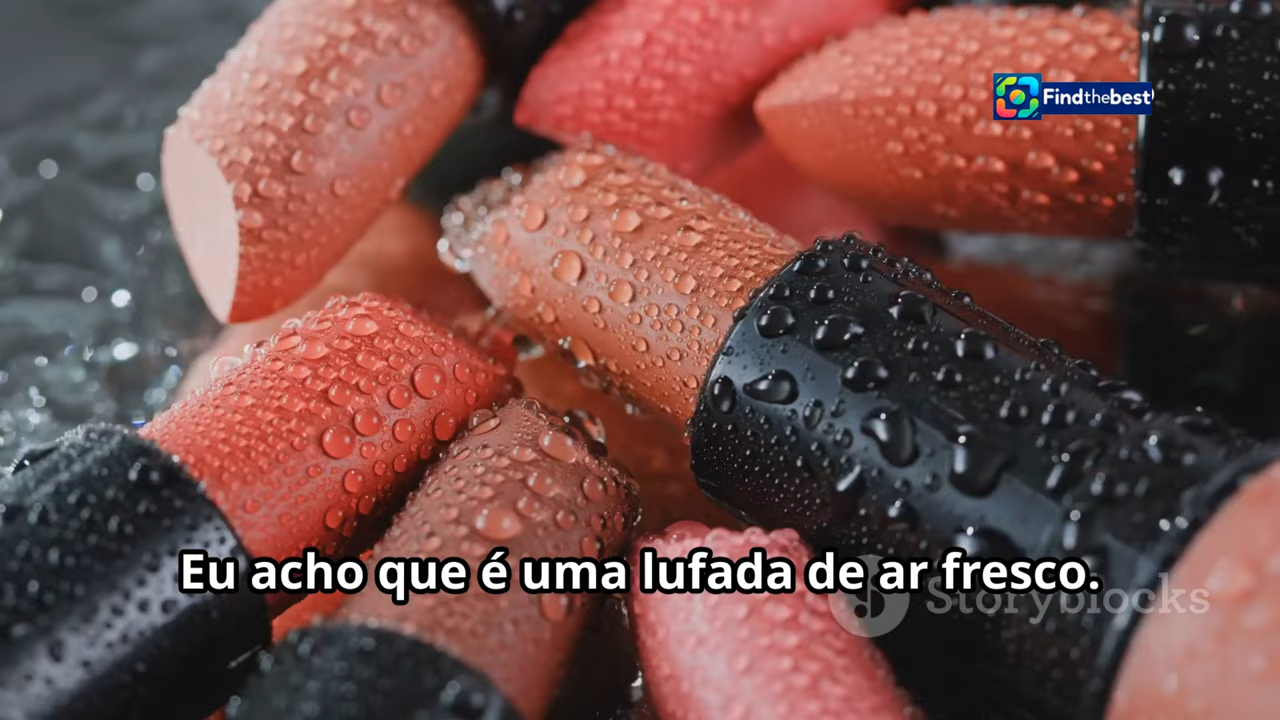 Findthebest!
Eu acho que é uma lufada de ar fresco.
Storyblocks